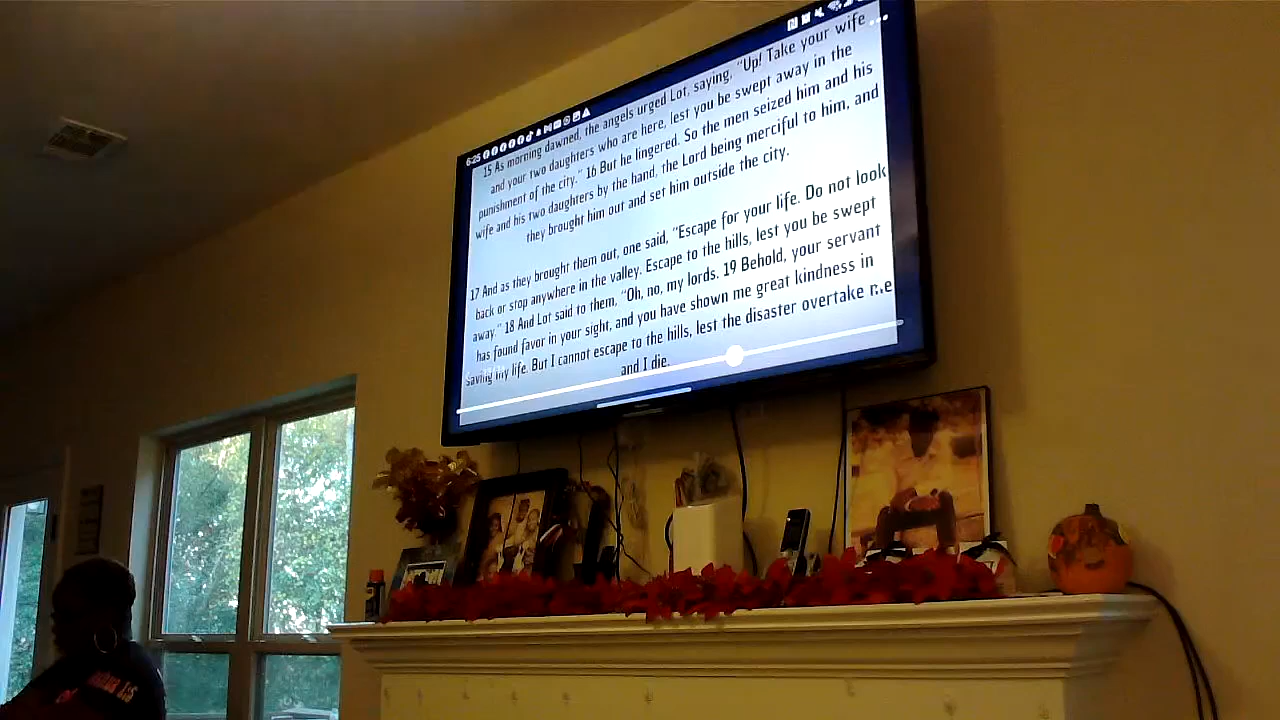 6:25
15 As morning dawned, the angels urged Lot, saying, "Up! Take your wife
and your two daughters who are here, lest you be swept away in the
punishment of the city." 16 But he lingered. So the men seized him and his
wife and his two daughters by the hand, the Lord being merciful to him, and
they brought him out and set him outside the city.
17 And as they brought them out, one said, "Escape for your life. Do not look
back or stop anywhere in the valley. Escape to the hills, lest you be swept
away." 18 And Lot said to them, "Oh, no, my lords. 19 Behold, your servant
has found favor in your sight, and you have shown me great kindness in
saving my life. But I cannot escape to the hills, lest the disaster overtake me
and I die.